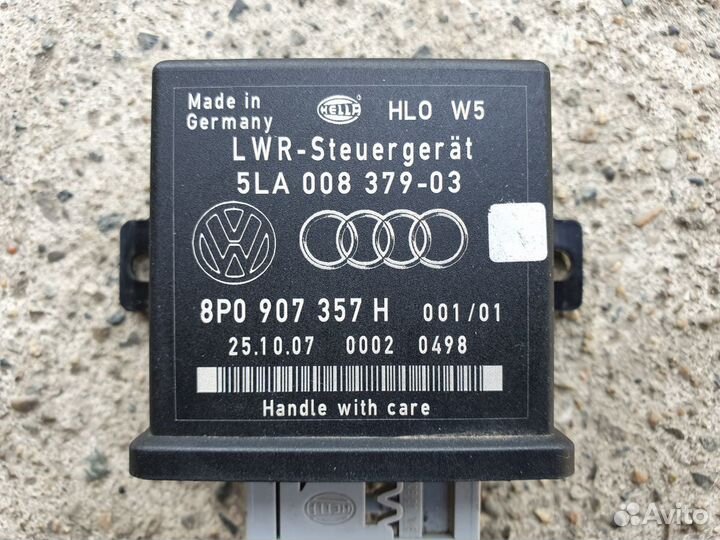 Made in
Germany
HELLA
HLO W5
LWR-Steuergerät
5LA 008 379-03
8P0 907 357 H 001/01
25.10.07 0002 0498
Handle with care
HELLA
Avito